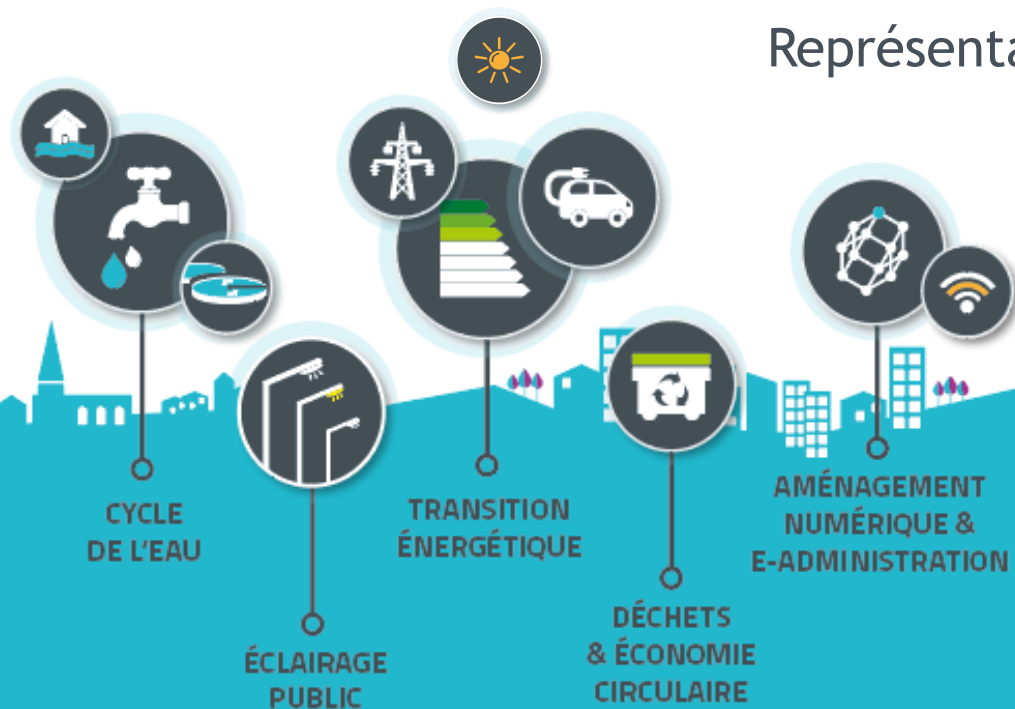 Représenta
CYCLE
DE L'EAU
ÉCLAIRAGE
PUBLIC
TRANSITION
ÉNERGÉTIQUE
DÉCHETS
& ÉCONOMIE
CIRCULAIRE
AMÉNAGEMENT
NUMÉRIQUE &
E-ADMINISTRATION